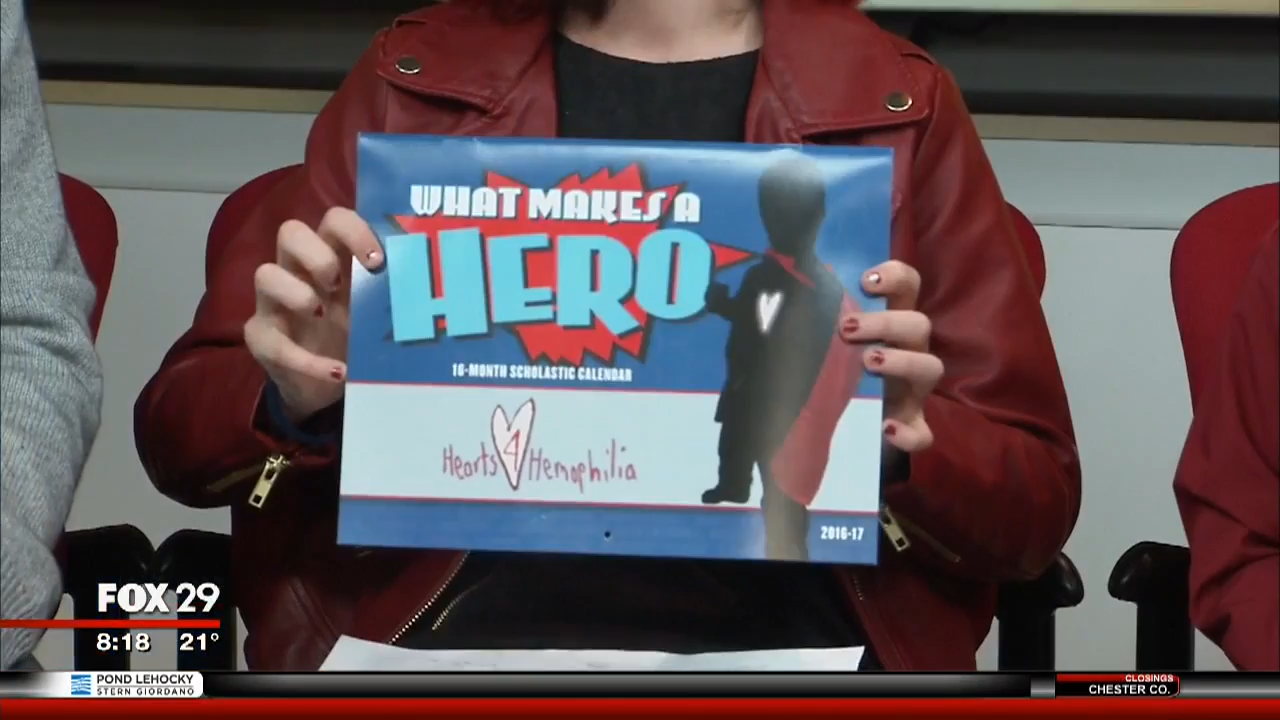 WHAT MAKES A
HERO
16-MONTH SCHOLASTIC CALENDAR
Hearts 4 Hemophilia
2016-17
FOX 29
8:18 21°
POND LEHOCKY
STERN GIORDANO
CLOSINGS
CHESTER CO.